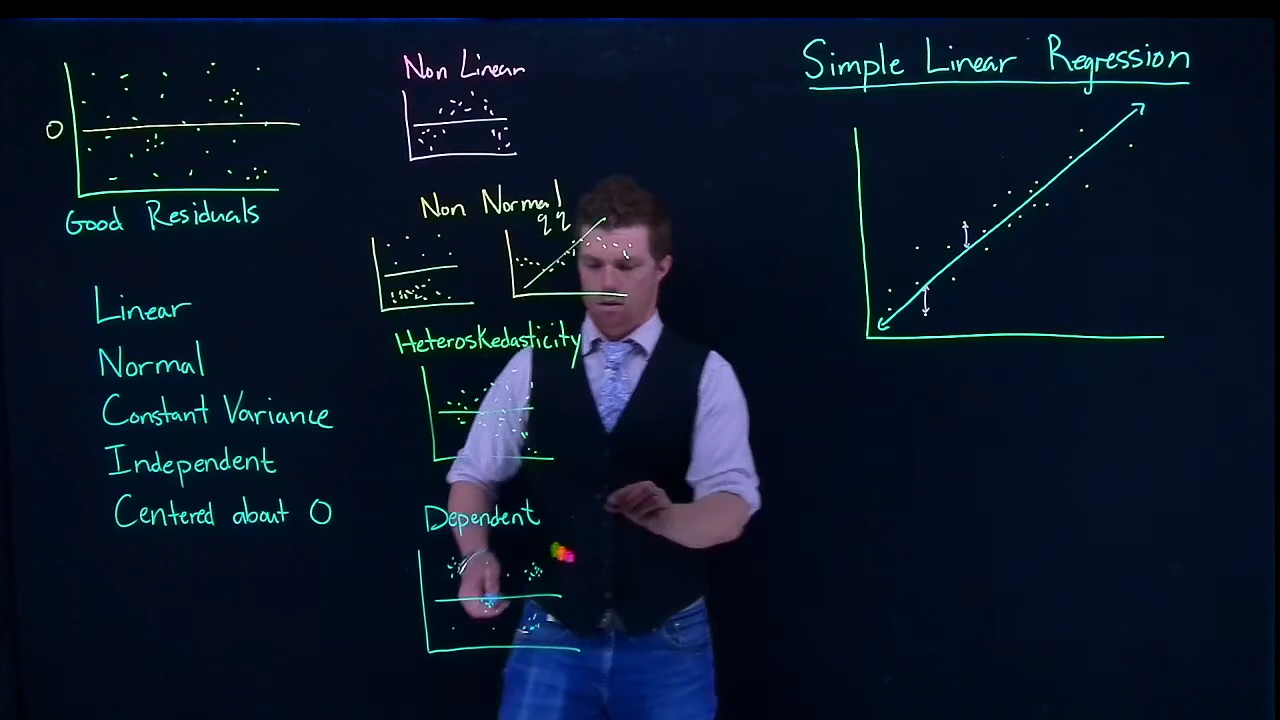 Simple Linear Regression
0
Good Residuals
Linear
Normal
Constant Variance
Independent
Centered about 0
Non Linear
Non Normal
qq
Heteroskedasticity
Dependent